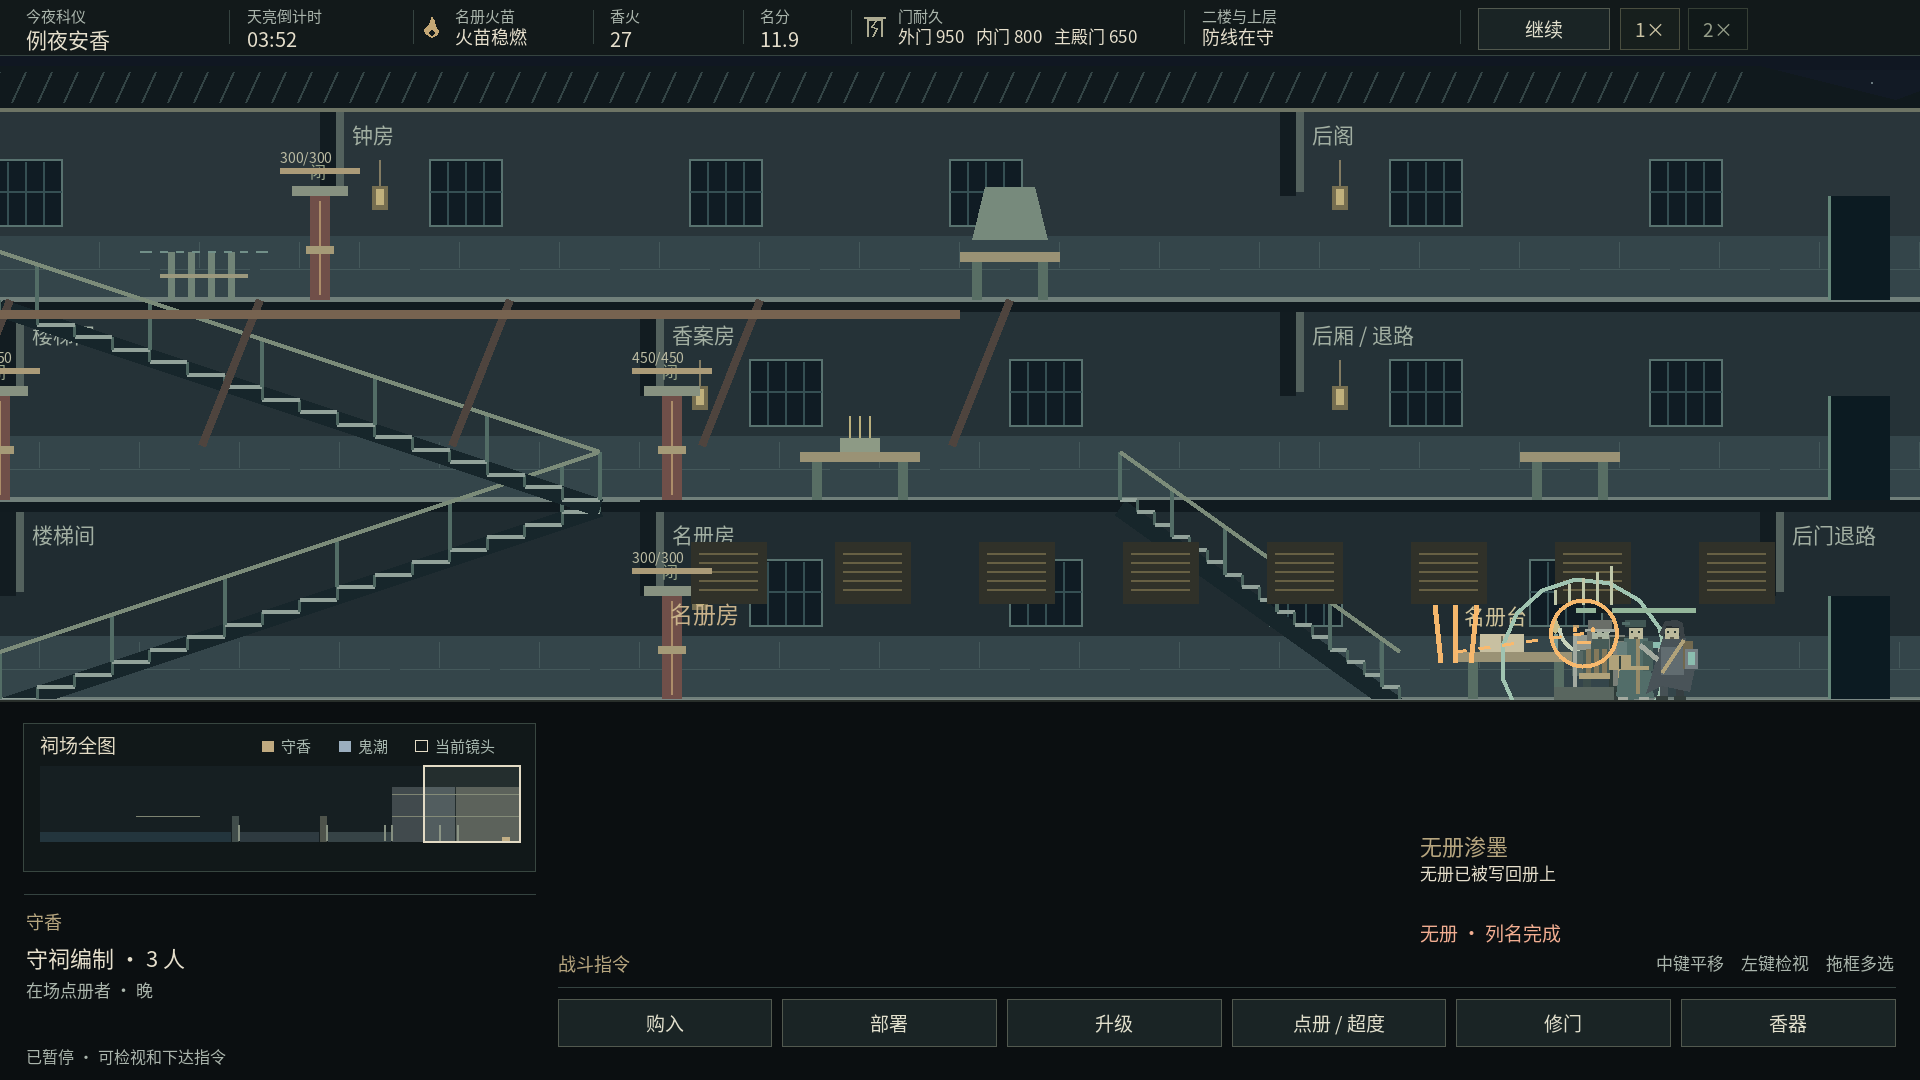 今夜科仪
例夜安香
天亮倒计时
03:52
名册火苗
火苗稳燃
香火
27
名分
11.9
门耐久
外门 950 内门 800 主殿门 650
二楼与上层
防线在守
继续
1×
2×
钟房
300/300
闭
后阁
香案房
450/450
闭
后厢 / 退路
楼梯间
名册房
300/300
闭
名册房
名册台
后门退路
祠场全图
守香
鬼潮
当前镜头
守香
守祠编制 · 3 人
在场点册者 · 晚
已暂停 · 可检视和下达指令
无册渗墨
无册已被写回册上
无册 · 列名完成
战斗指令
中键平移 左键检视 拖框多选
购入
部署
升级
点册 / 超度
修门
香器